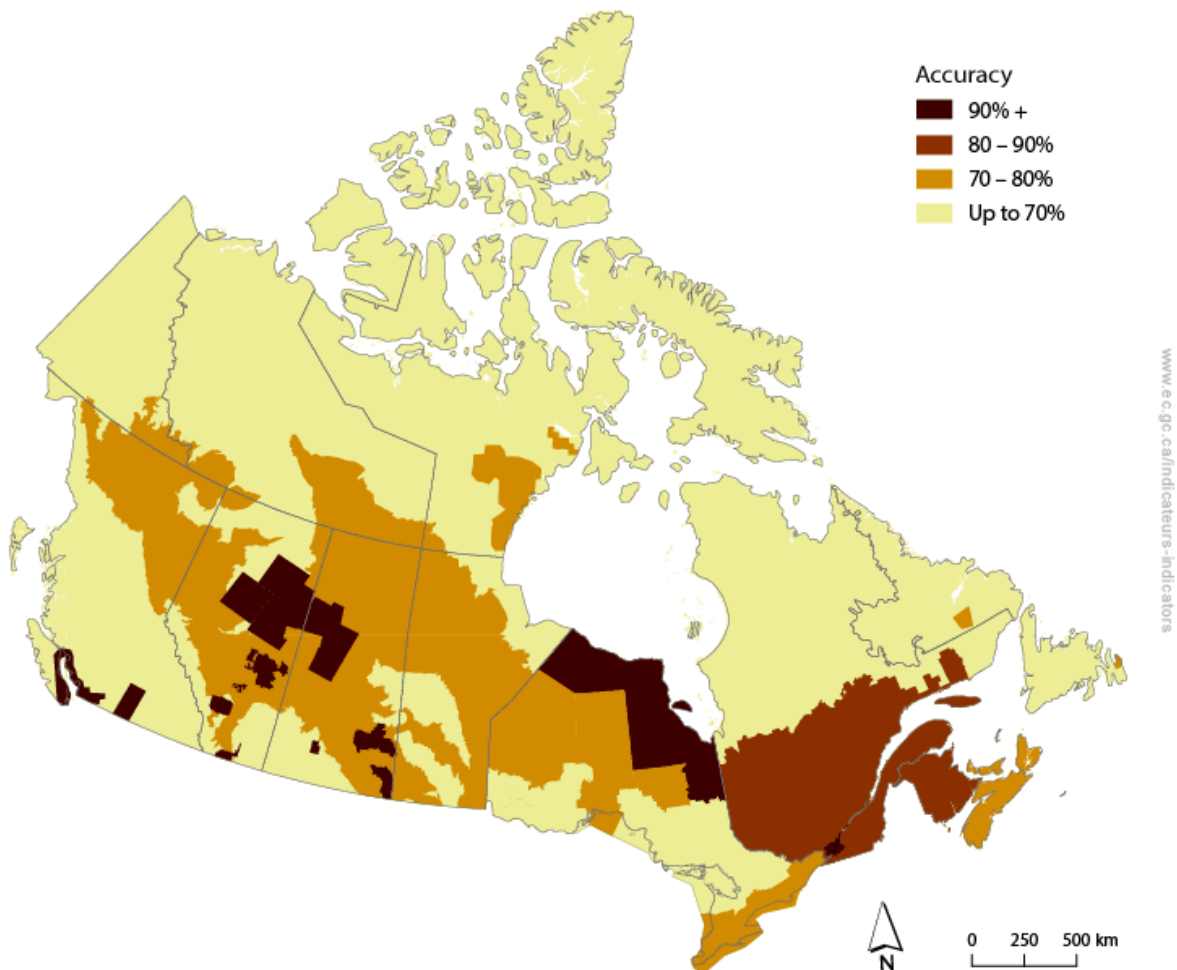 Accuracy
90% +
80 – 90%
70 – 80%
Up to 70%
www.ec.gc.ca/indicateurs-indicators
N
0 250 500 km